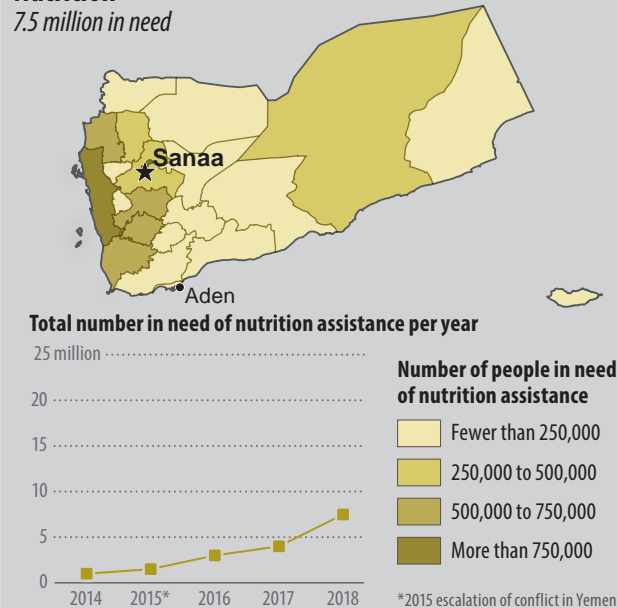 7.5 million in need
Sanaa
Aden
Total number in need of nutrition assistance per year
25 million
20
15
10
5
0
2014 2015* 2016 2017 2018
Number of people in need
of nutrition assistance
Fewer than 250,000
250,000 to 500,000
500,000 to 750,000
More than 750,000
*2015 escalation of conflict in Yemen